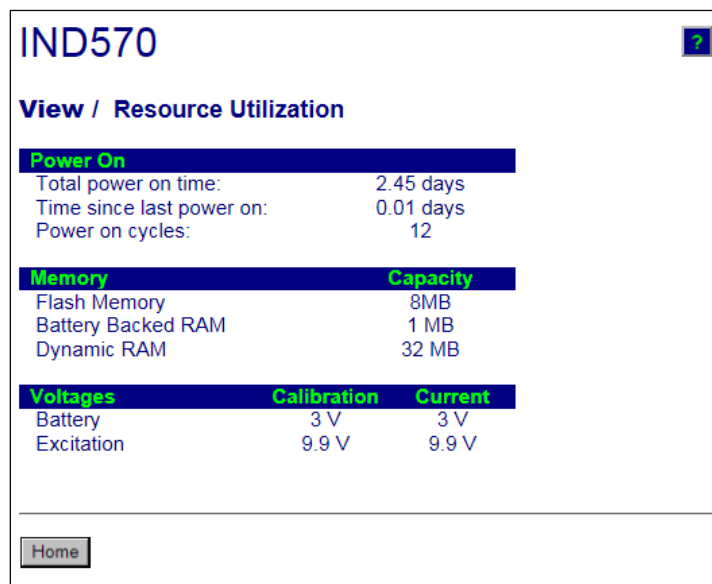 IND570
?
View / Resource Utilization
Power On
Total power on time: 2.45 days
Time since last power on: 0.01 days
Power on cycles: 12
Memory Capacity
Flash Memory 8MB
Battery Backed RAM 1 MB
Dynamic RAM 32 MB
Voltages Calibration Current
Battery 3 V 3 V
Excitation 9.9 V 9.9 V
Home